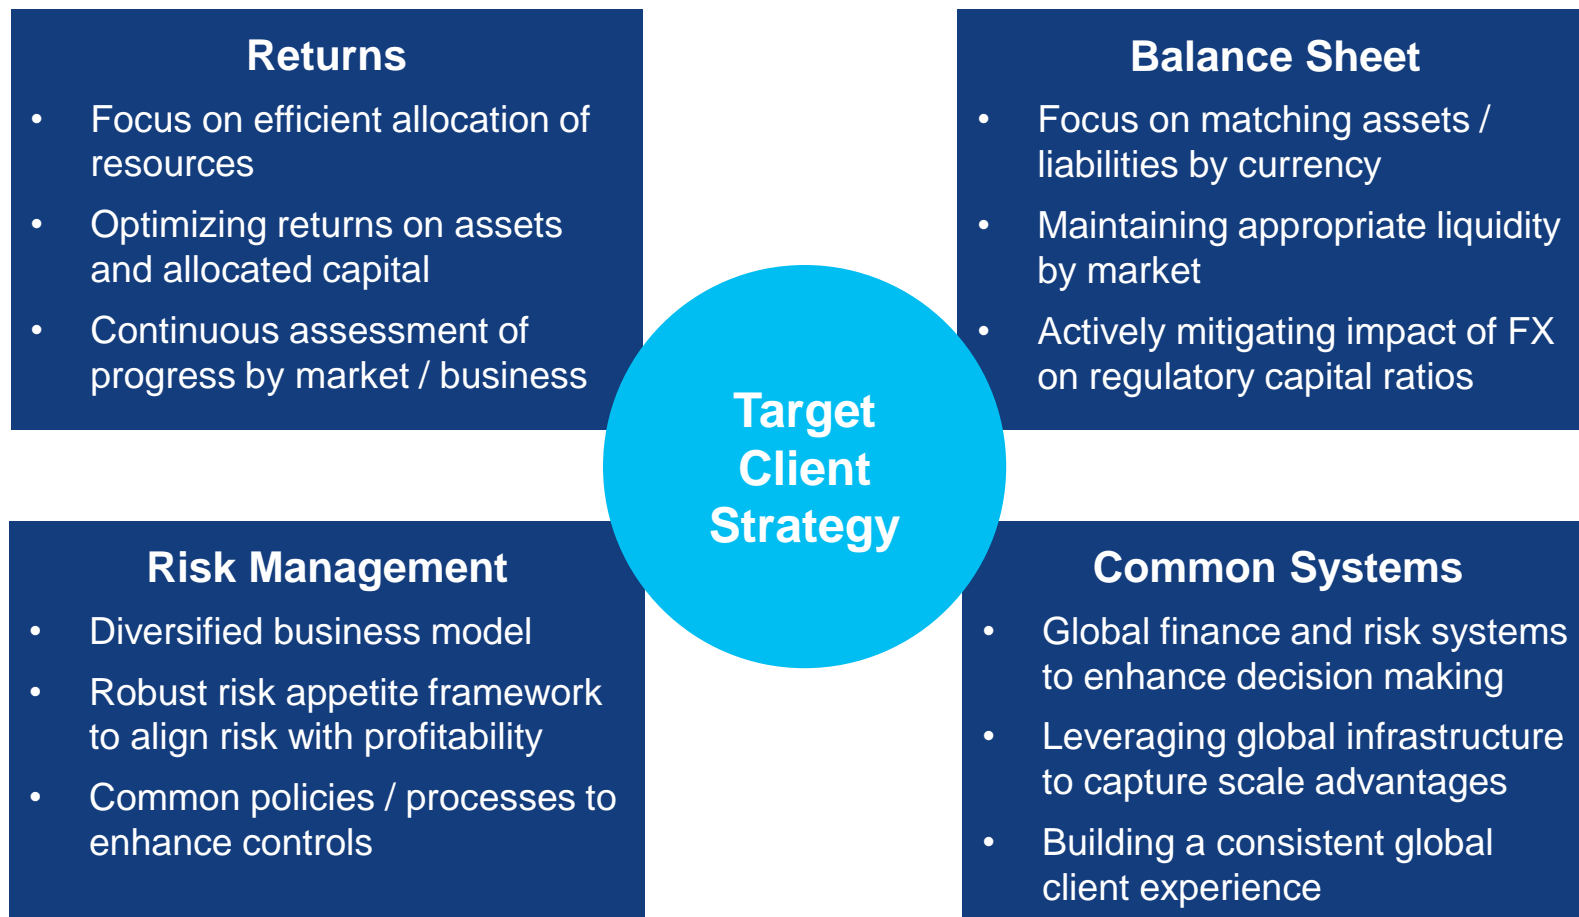 Returns
• Focus on efficient allocation of
resources
• Optimizing returns on assets
and allocated capital
• Continuous assessment of
progress by market / business
Balance Sheet
• Focus on matching assets /
liabilities by currency
• Maintaining appropriate liquidity
by market
• Actively mitigating impact of FX
on regulatory capital ratios
Target
Client
Strategy
Risk Management
• Diversified business model
• Robust risk appetite framework
to align risk with profitability
• Common policies / processes to
enhance controls
Common Systems
• Global finance and risk systems
to enhance decision making
• Leveraging global infrastructure
to capture scale advantages
• Building a consistent global
client experience